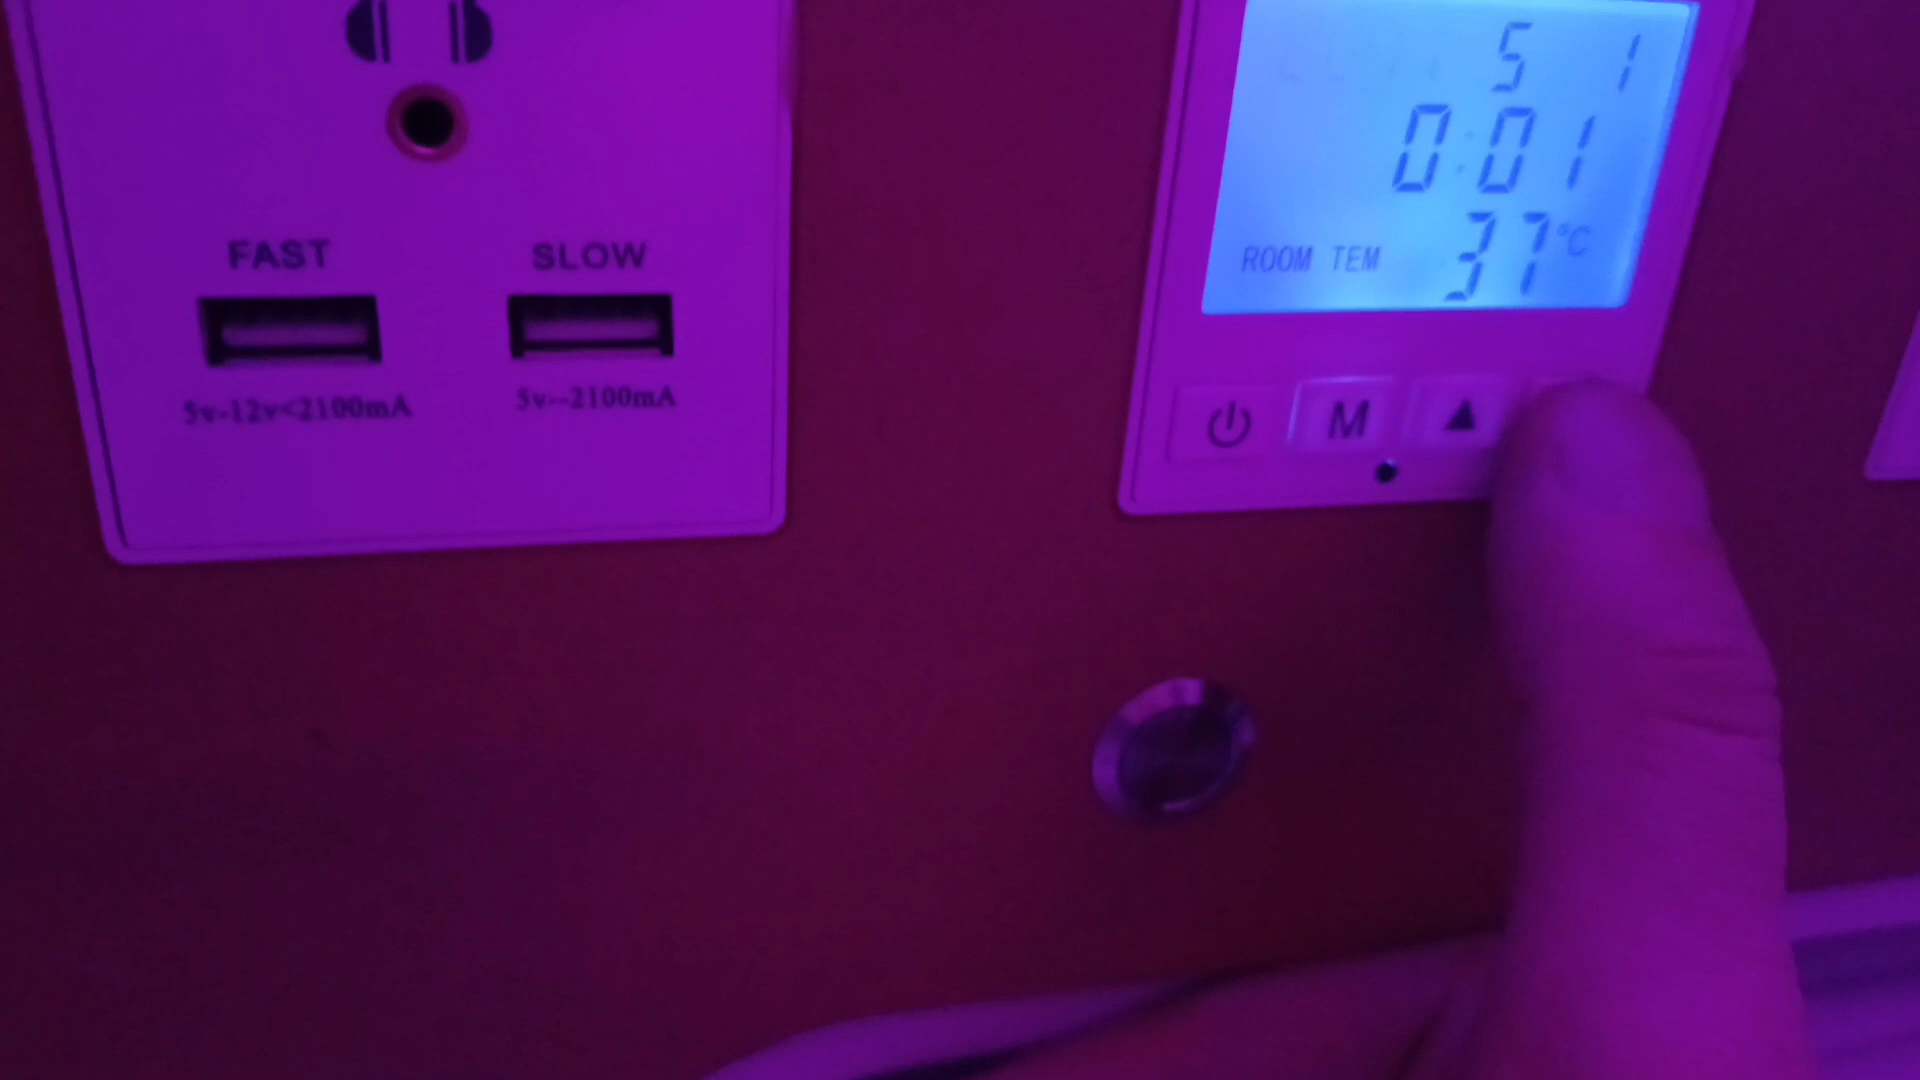 FAST
SLOW
5v-12v<2100mA
5v--2100mA
5 1
0:01
ROOM TEM 37°C
M